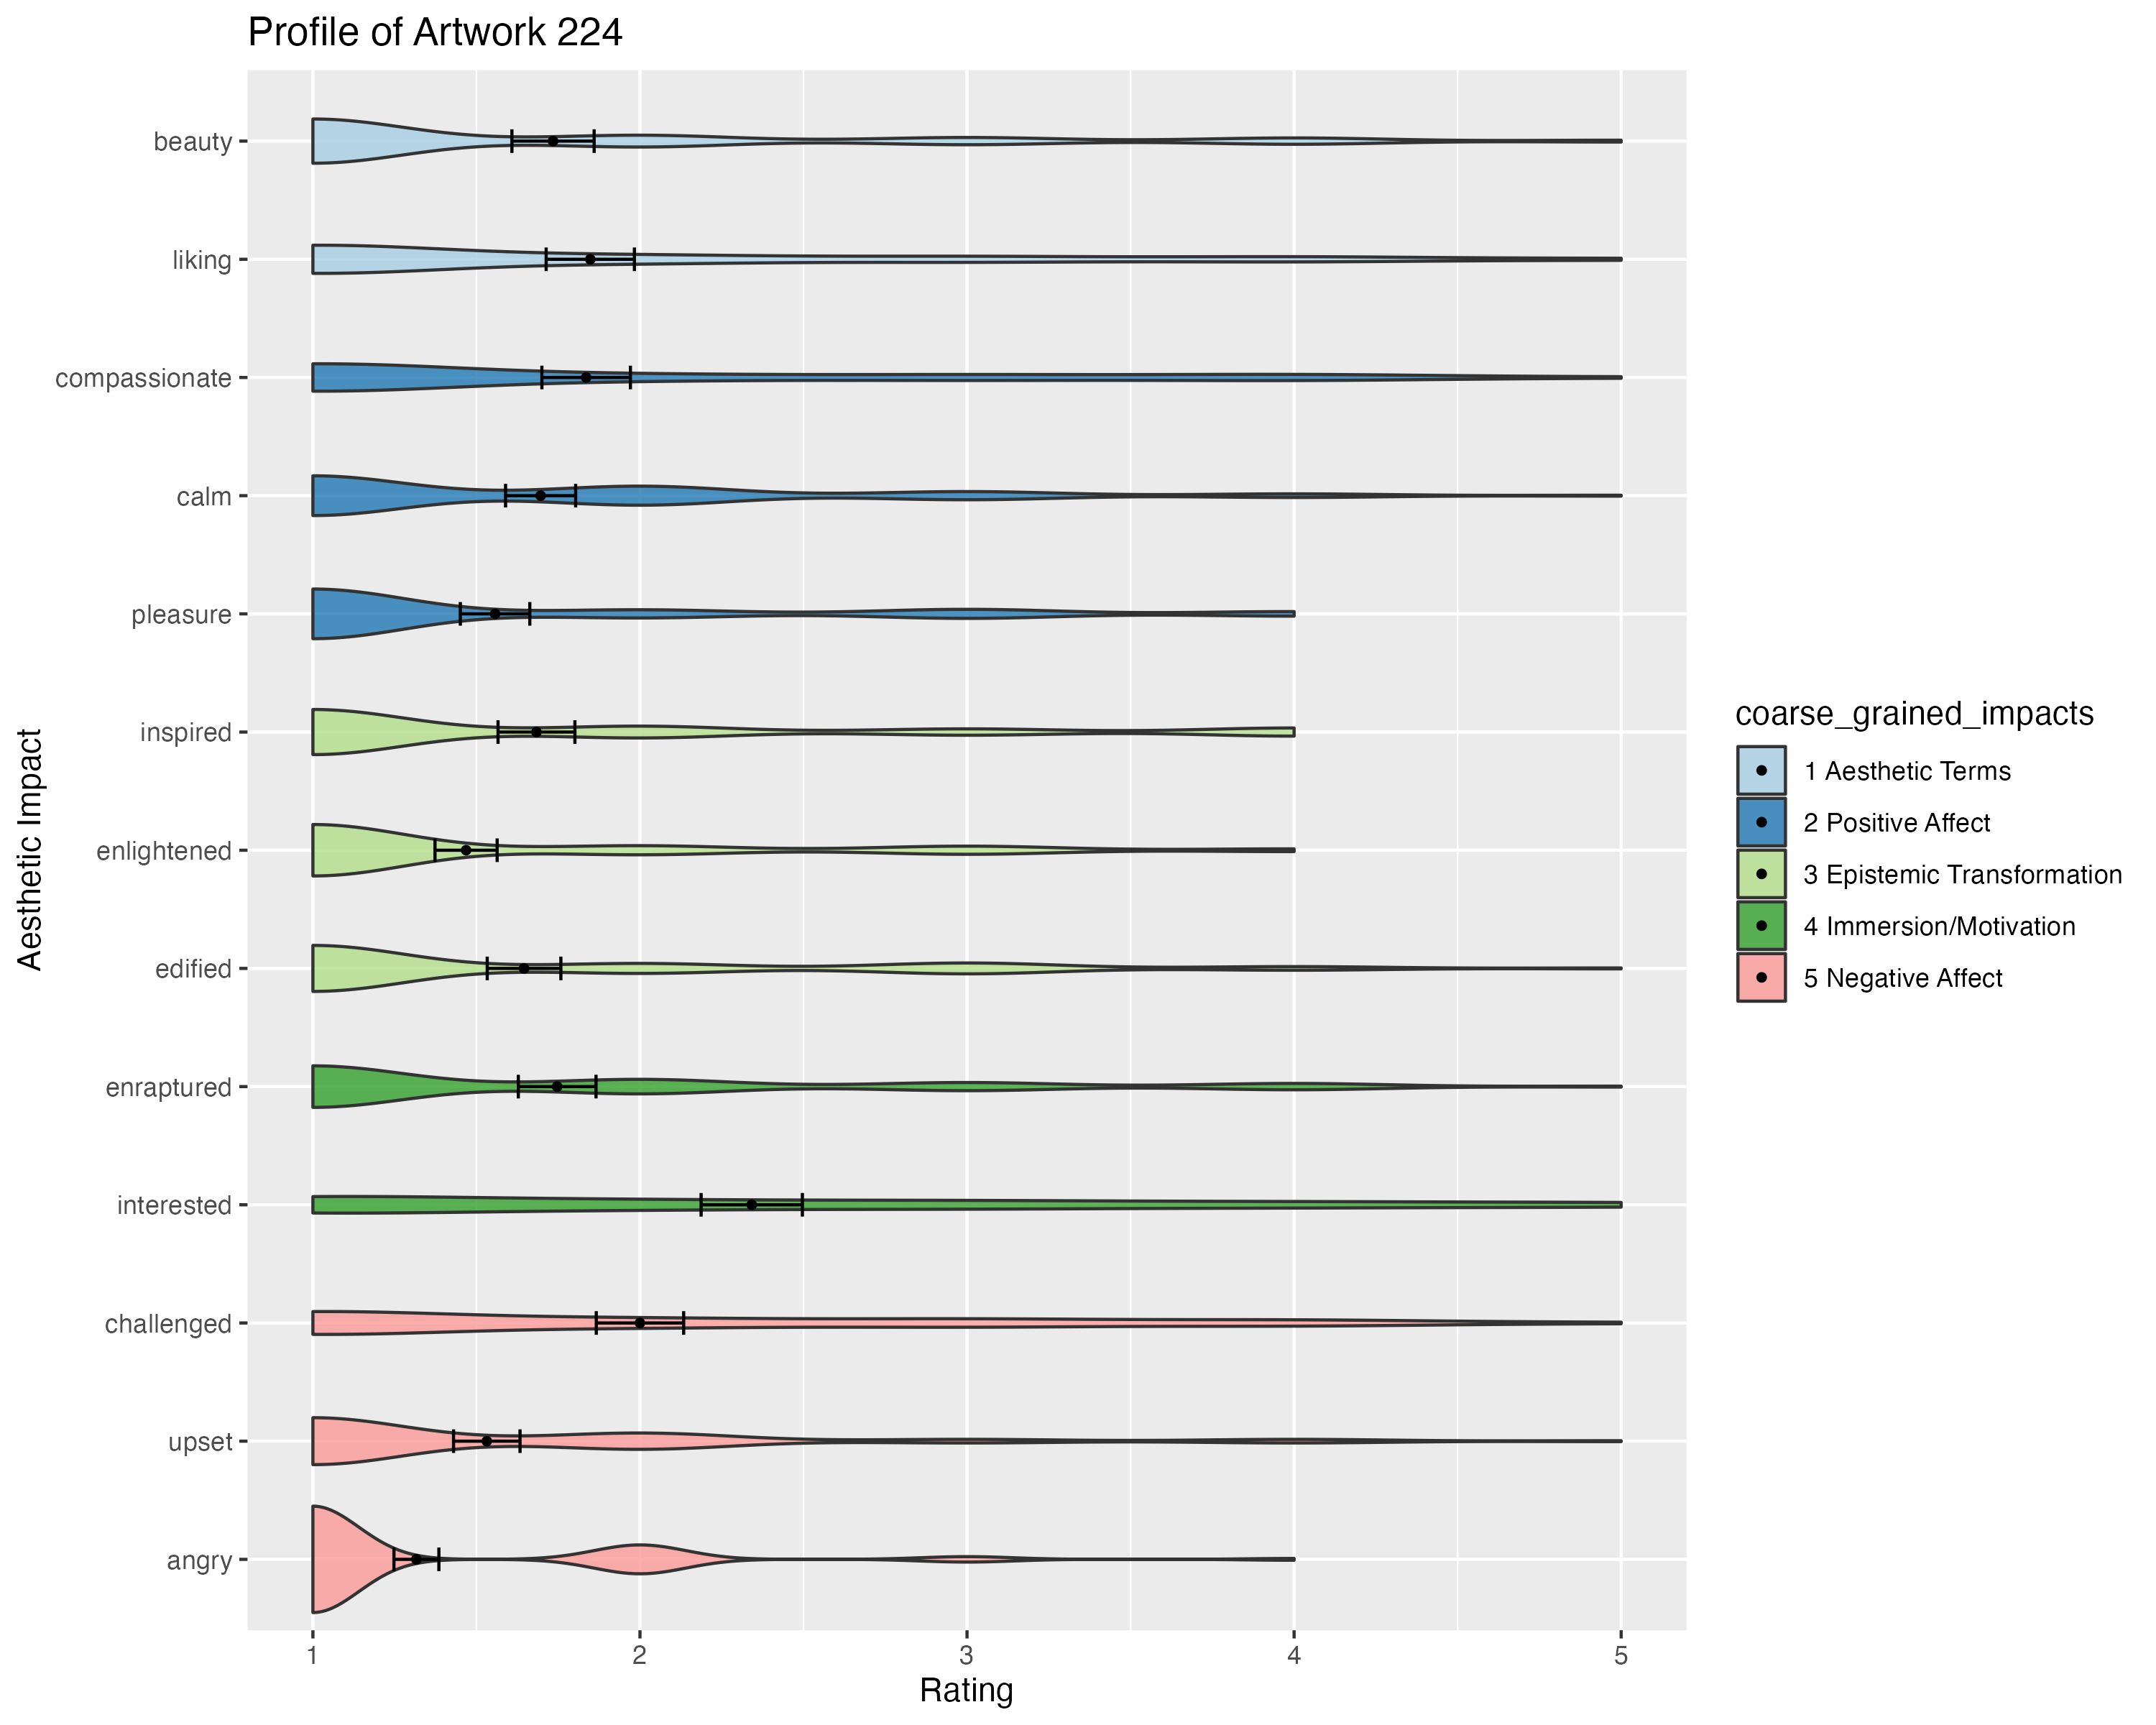 Profile of Artwork 224
beauty
liking
compassionate
calm
pleasure
inspired
enlightened
edified
enraptured
interested
challenged
upset
angry
Aesthetic Impact
1 2 3 4 5
Rating
coarse_grained_impacts
1 Aesthetic Terms
2 Positive Affect
3 Epistemic Transformation
4 Immersion/Motivation
5 Negative Affect